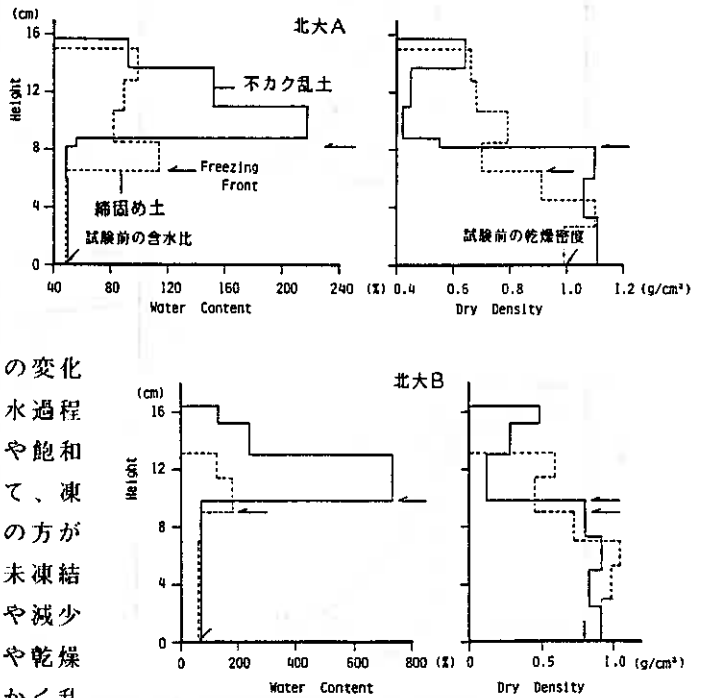 北大A
(cm)
16
12
8
4
0
Height
不カク乱土
Freezing
Front
締固め土
試験前の含水比
40 80 120 160 200 240 (%)
Water Content
試験前の乾燥密度
0.4 0.6 0.8 1.0 1.2 (g/cm³)
Dry Density
の変化
水過程
や飽和
て、凍
の方が
未凍結
や減少
や乾燥
北大B
(cm)
16
12
8
4
0
Height
0 200 400 600 800 (%)
Water Content
0 0.5 1.0 (g/cm³)
Dry Density